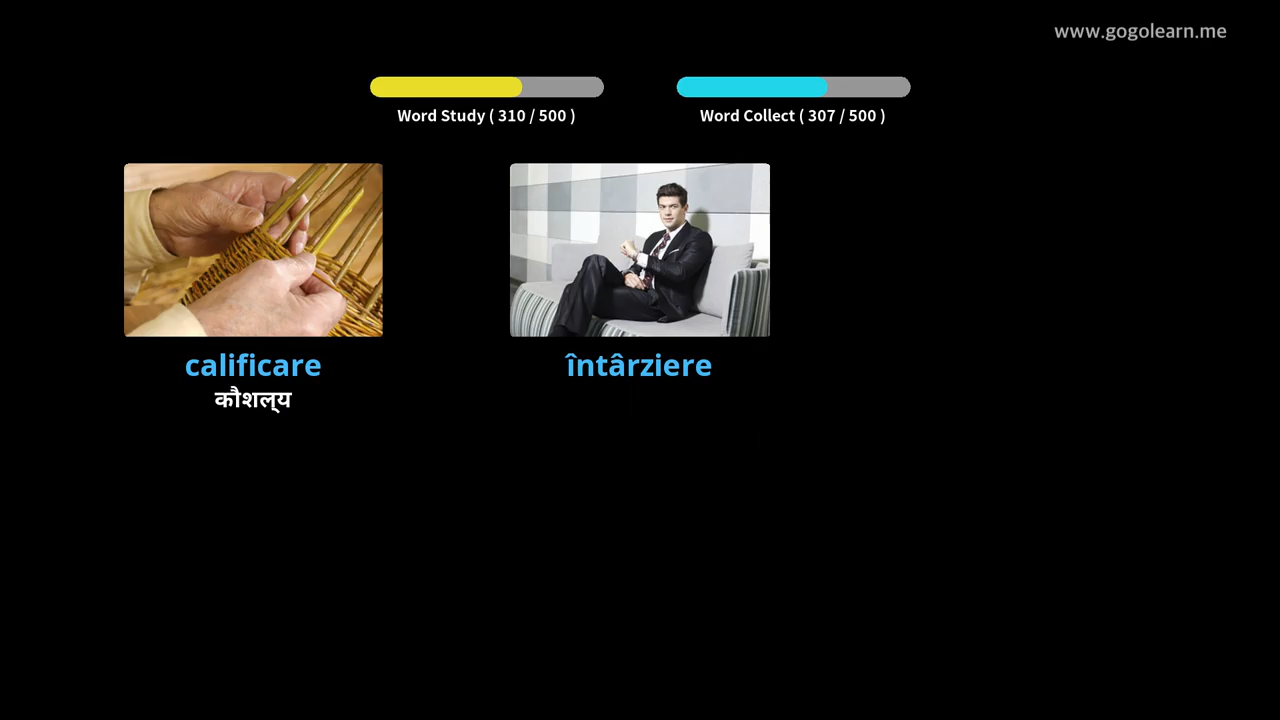 www.gogolearn.me
Word Study ( 310 / 500 )
Word Collect ( 307 / 500 )
calificare
întârziere
कौशल्य